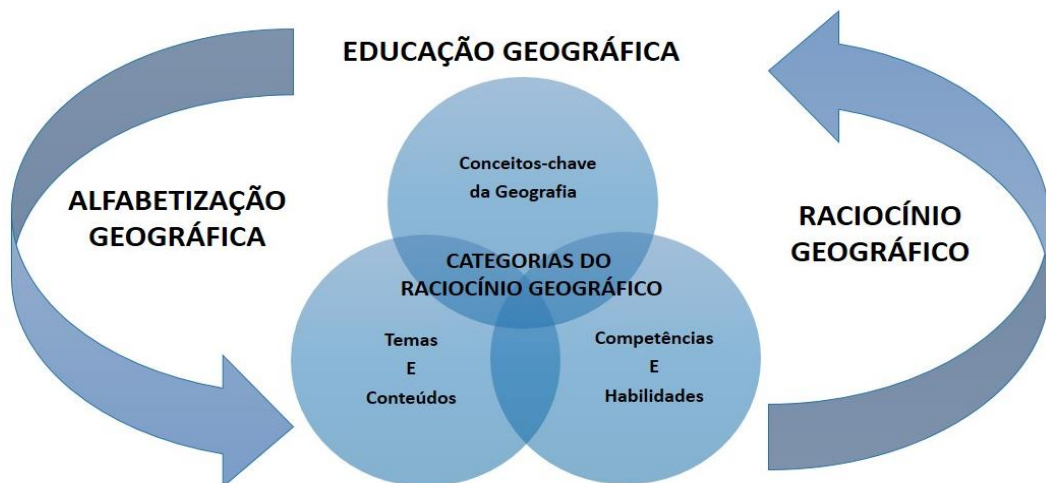 EDUCAÇÃO GEOGRÁFICA
ALFABETIZAÇÃO
GEOGRÁFICA
Conceitos-chave
da Geografia
CATEGORIAS DO
RACIOCÍNIO GEOGRÁFICO
Temas
E
Conteúdos
Competências
E
Habilidades
RACIOCÍNIO
GEOGRÁFICO